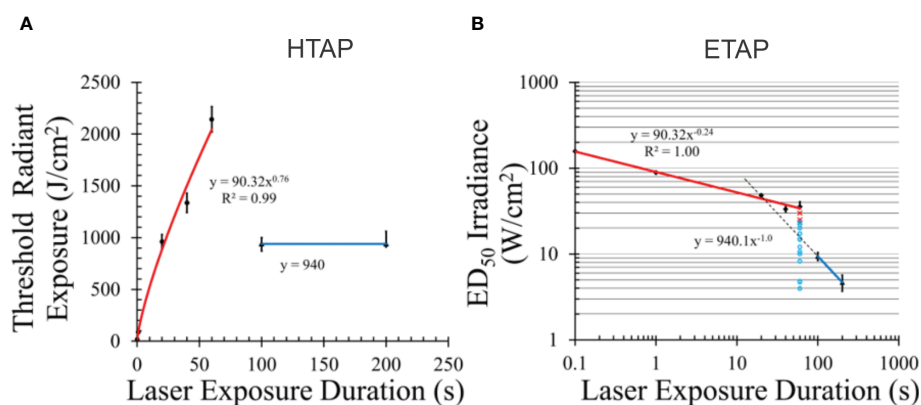 A
HTAP
Threshold Radiant
Exposure (J/cm²)
2500
2000
1500
1000
500
0
y = 90.32x^0.76
R² = 0.99
y = 940
0 50 100 150 200 250
Laser Exposure Duration (s)
B
ETAP
ED₅₀ Irradiance
(W/cm²)
1000
100
10
1
y = 90.32x^-0.24
R² = 1.00
y = 940.1x^-1.0
0.1 1 10 100 1000
Laser Exposure Duration (s)